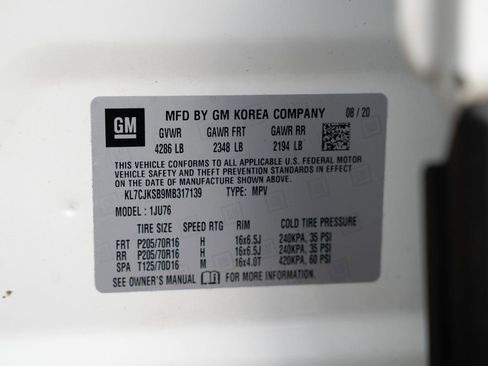 GM MFD BY GM KOREA COMPANY 08 / 20
GVWR GAWR FRT GAWR RR
4286 LB 2348 LB 2194 LB
THIS VEHICLE CONFORMS TO ALL APPLICABLE U.S. FEDERAL MOTOR
VEHICLE SAFETY AND THEFT PREVENTION STANDARDS IN EFFECT
ON THE DATE OF MANUFACTURE SHOWN ABOVE.
KL7CJKSB9MB317139 TYPE: MPV
MODEL: 1JU76
TIRE SIZE SPEED RTG RIM COLD TIRE PRESSURE
FRT P205/70R16 H 16x6.5J 240KPA, 35 PSI
RR P205/70R16 H 16x6.5J 240KPA, 35 PSI
SPA T125/70D16 M 16x4.0T 420KPA, 60 PSI
SEE OWNER'S MANUAL FOR MORE INFORMATION.